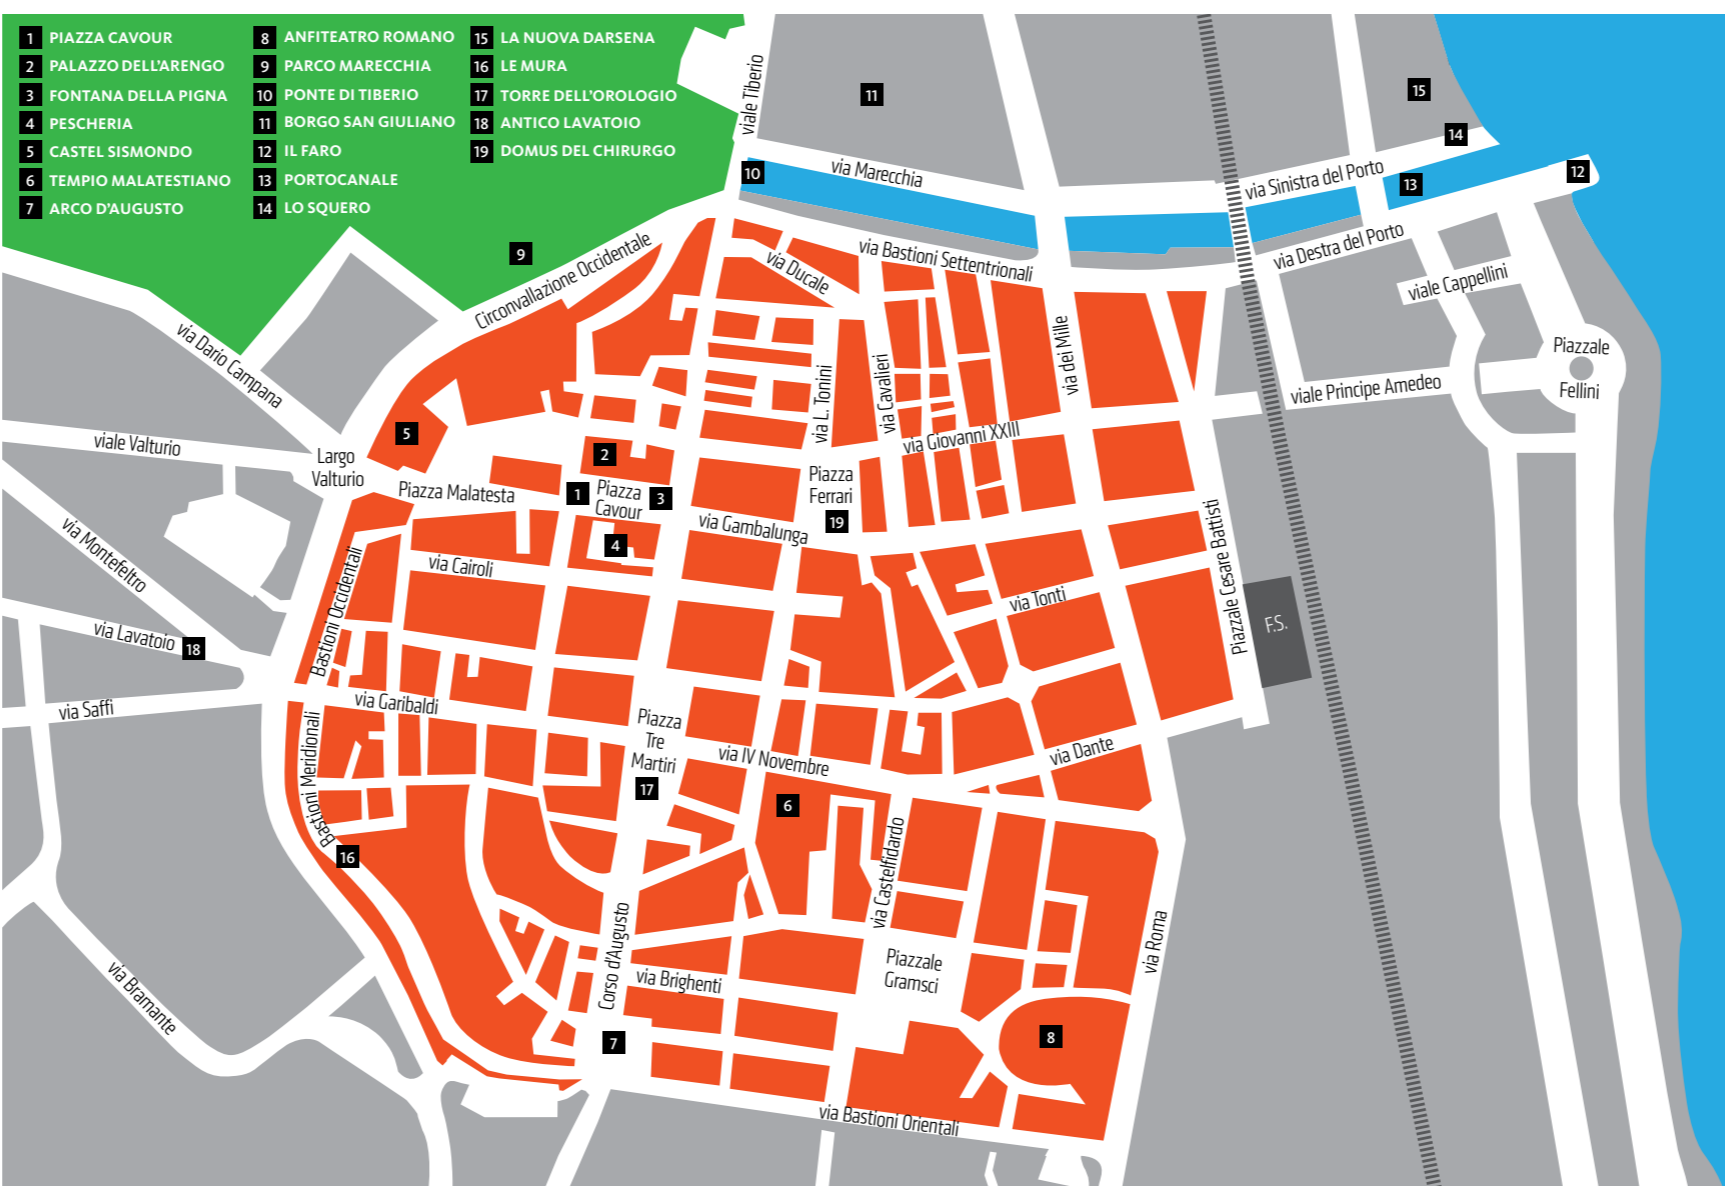 1 PIAZZA CAVOUR
2 PALAZZO DELL'ARENGO
3 FONTANA DELLA PIGNA
4 PESCHERIA
5 CASTEL SISMONDO
6 TEMPIO MALATESTIANO
7 ARCO D'AUGUSTO
8 ANFITEATRO ROMANO
9 PARCO MARECCHIA
10 PONTE DI TIBERIO
11 BORGO SAN GIULIANO
12 IL FARO
13 PORTOCANALE
14 LO SQUERO
15 LA NUOVA DARSENA
16 LE MURA
17 TORRE DELL'OROLOGIO
18 ANTICO LAVATOIO
19 DOMUS DEL CHIRURGO
viale Tiberio
11
15
14
10
via Marecchia
via Sinistra del Porto
13
12
9
Circonvallazione Occidentale
via Ducale
via Bastioni Settentrionali
via Destra del Porto
viale Cappellini
via Dario Campana
via L. Tonini
via Cavalieri
via dei Mille
Piazzale
Fellini
viale Principe Amedeo
5
viale Valturio
Largo
Valturio
via Giovanni XXIII
2
Piazza Malatesta
1
Piazza
Cavour
3
Piazza
Ferrari
19
via Gambalunga
4
via Montefeltro
via Cairoli
Bastioni Occidentali
via Tonti
Piazzale Cesare Battisti
F.S.
via Lavatoio
18
via Saffi
via Garibaldi
Piazza
Tre
Martiri
17
via IV Novembre
via Dante
6
Bastioni Meridionali
16
via Castelfidardo
Corso d'Augusto
via Roma
via Bramante
via Brighenti
Piazzale
Gramsci
7
8
via Bastioni Orientali